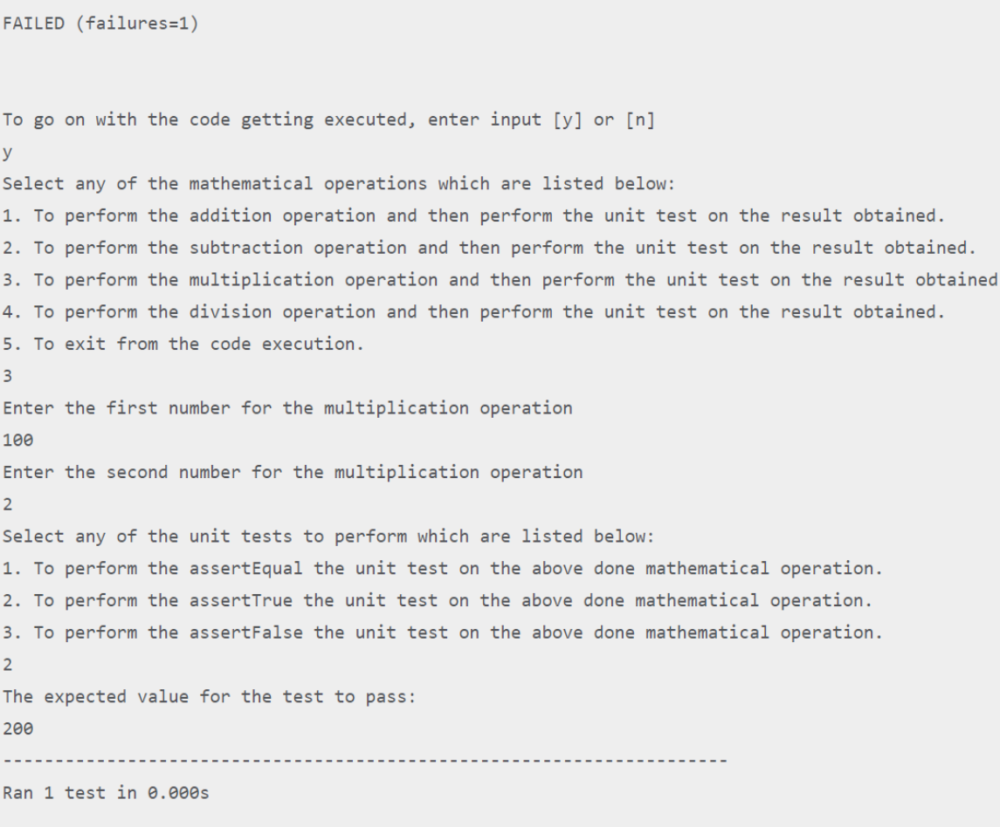 FAILED (failures=1)
To go on with the code getting executed, enter input [y] or [n]
y
Select any of the mathematical operations which are listed below:
1. To perform the addition operation and then perform the unit test on the result obtained.
2. To perform the subtraction operation and then perform the unit test on the result obtained.
3. To perform the multiplication operation and then perform the unit test on the result obtained
4. To perform the division operation and then perform the unit test on the result obtained.
5. To exit from the code execution.
3
Enter the first number for the multiplication operation
100
Enter the second number for the multiplication operation
2
Select any of the unit tests to perform which are listed below:
1. To perform the assertEqual the unit test on the above done mathematical operation.
2. To perform the assertTrue the unit test on the above done mathematical operation.
3. To perform the assertFalse the unit test on the above done mathematical operation.
2
The expected value for the test to pass:
200
----------------------------------------------------------------------
Ran 1 test in 0.000s